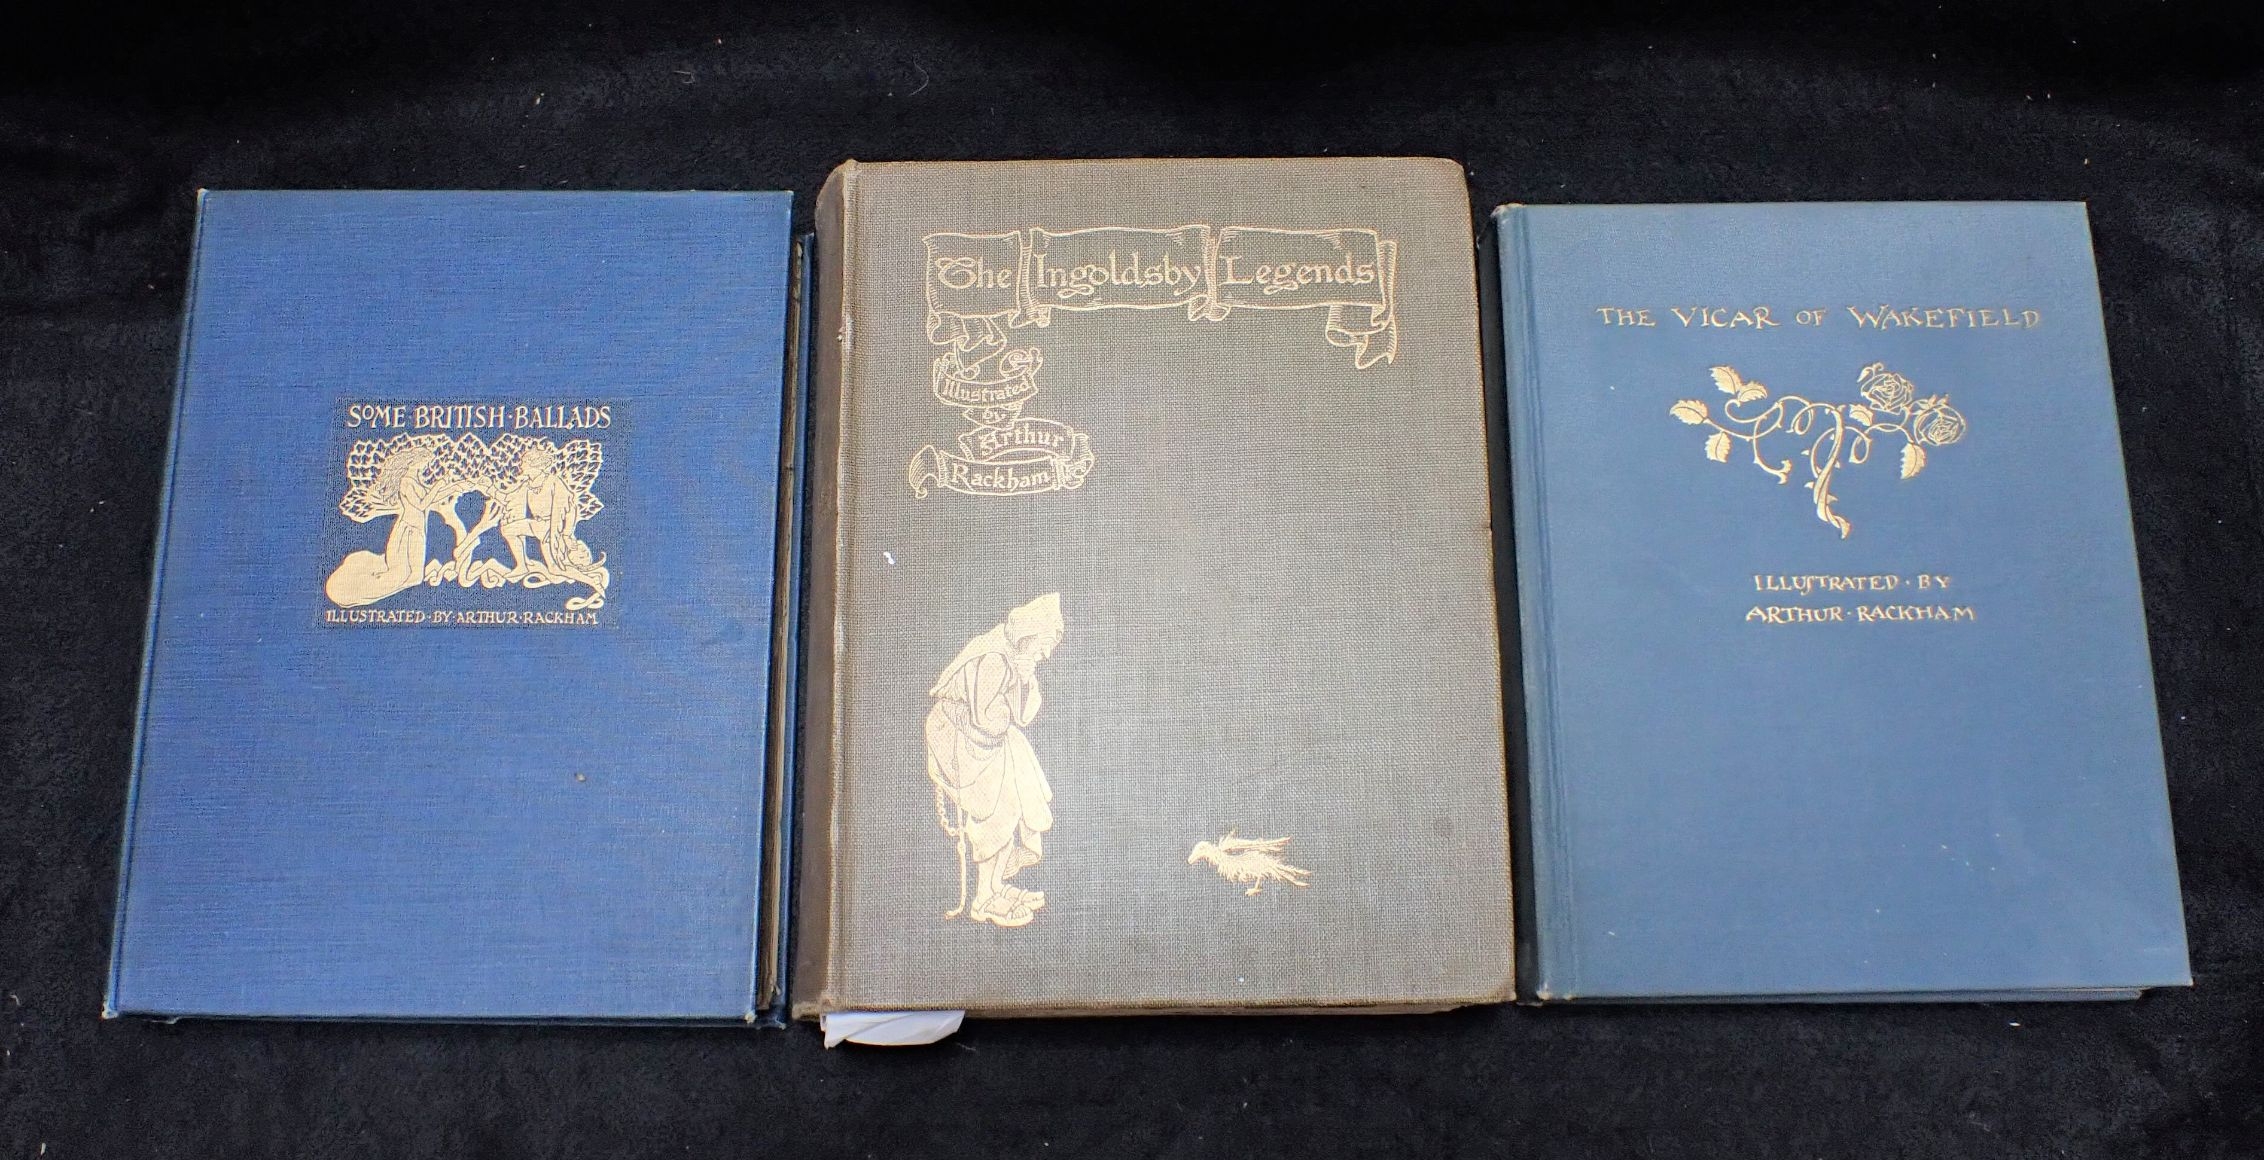 SOME·BRITISH·BALLADS
ILLUSTRATED·BY·ARTHUR·RACKHAM
The Ingoldsby Legends
Illustrated
by
Arthur
Rackham
THE VICAR OF WAKEFIELD
ILLUSTRATED·BY
ARTHUR·RACKHAM